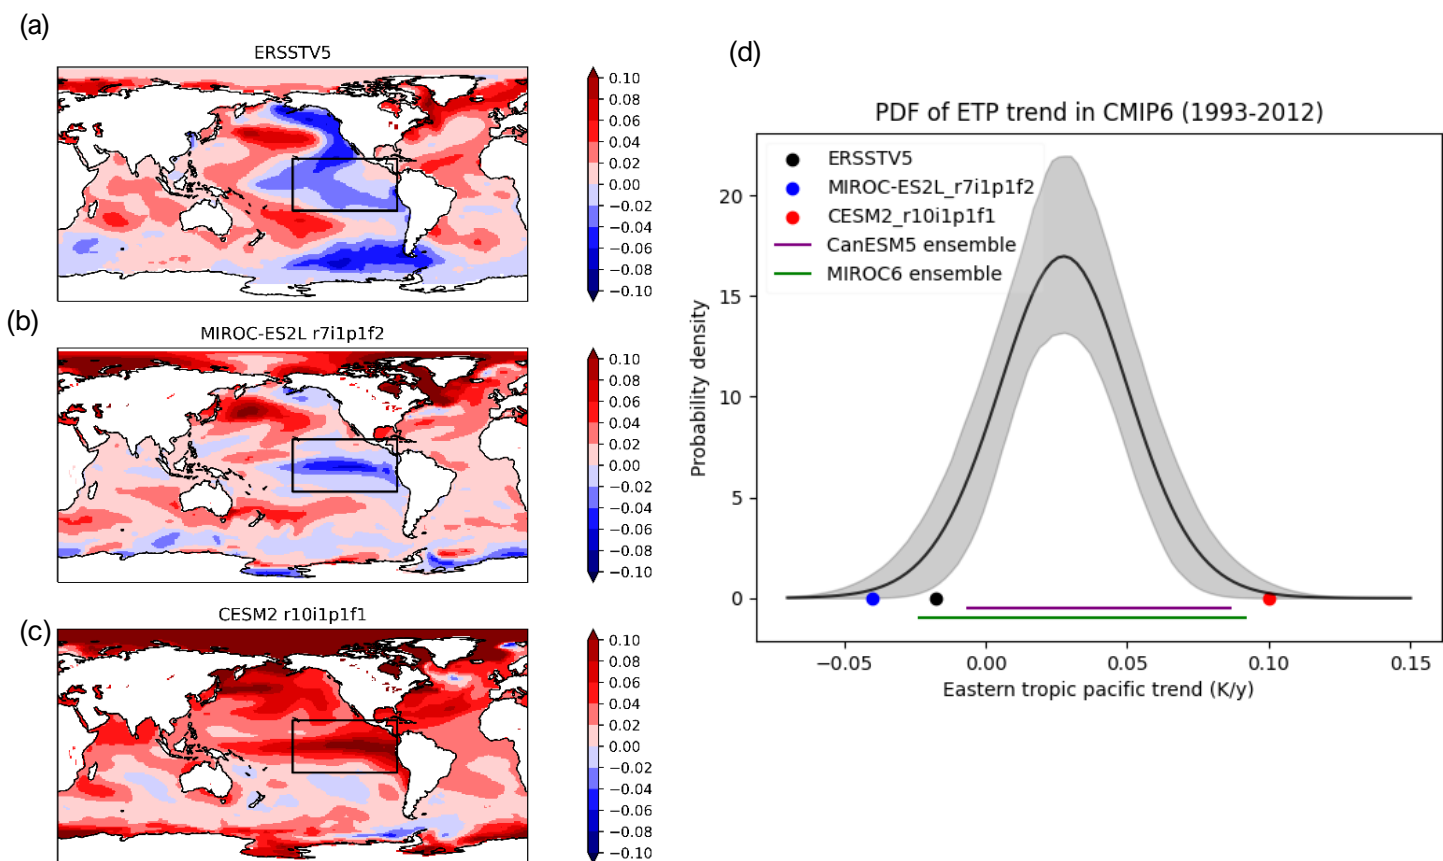 (a)
ERSSTV5
0.10
0.08
0.06
0.04
0.02
0.00
−0.02
−0.04
−0.06
−0.08
−0.10
(b)
MIROC-ES2L r7i1p1f2
0.10
0.08
0.06
0.04
0.02
0.00
−0.02
−0.04
−0.06
−0.08
−0.10
(c)
CESM2 r10i1p1f1
0.10
0.08
0.06
0.04
0.02
0.00
−0.02
−0.04
−0.06
−0.08
−0.10
(d)
PDF of ETP trend in CMIP6 (1993-2012)
ERSSTV5
MIROC-ES2L_r7i1p1f2
CESM2_r10i1p1f1
CanESM5 ensemble
MIROC6 ensemble
Probability density
20
15
10
5
0
−0.05
0.00
0.05
0.10
0.15
Eastern tropic pacific trend (K/y)